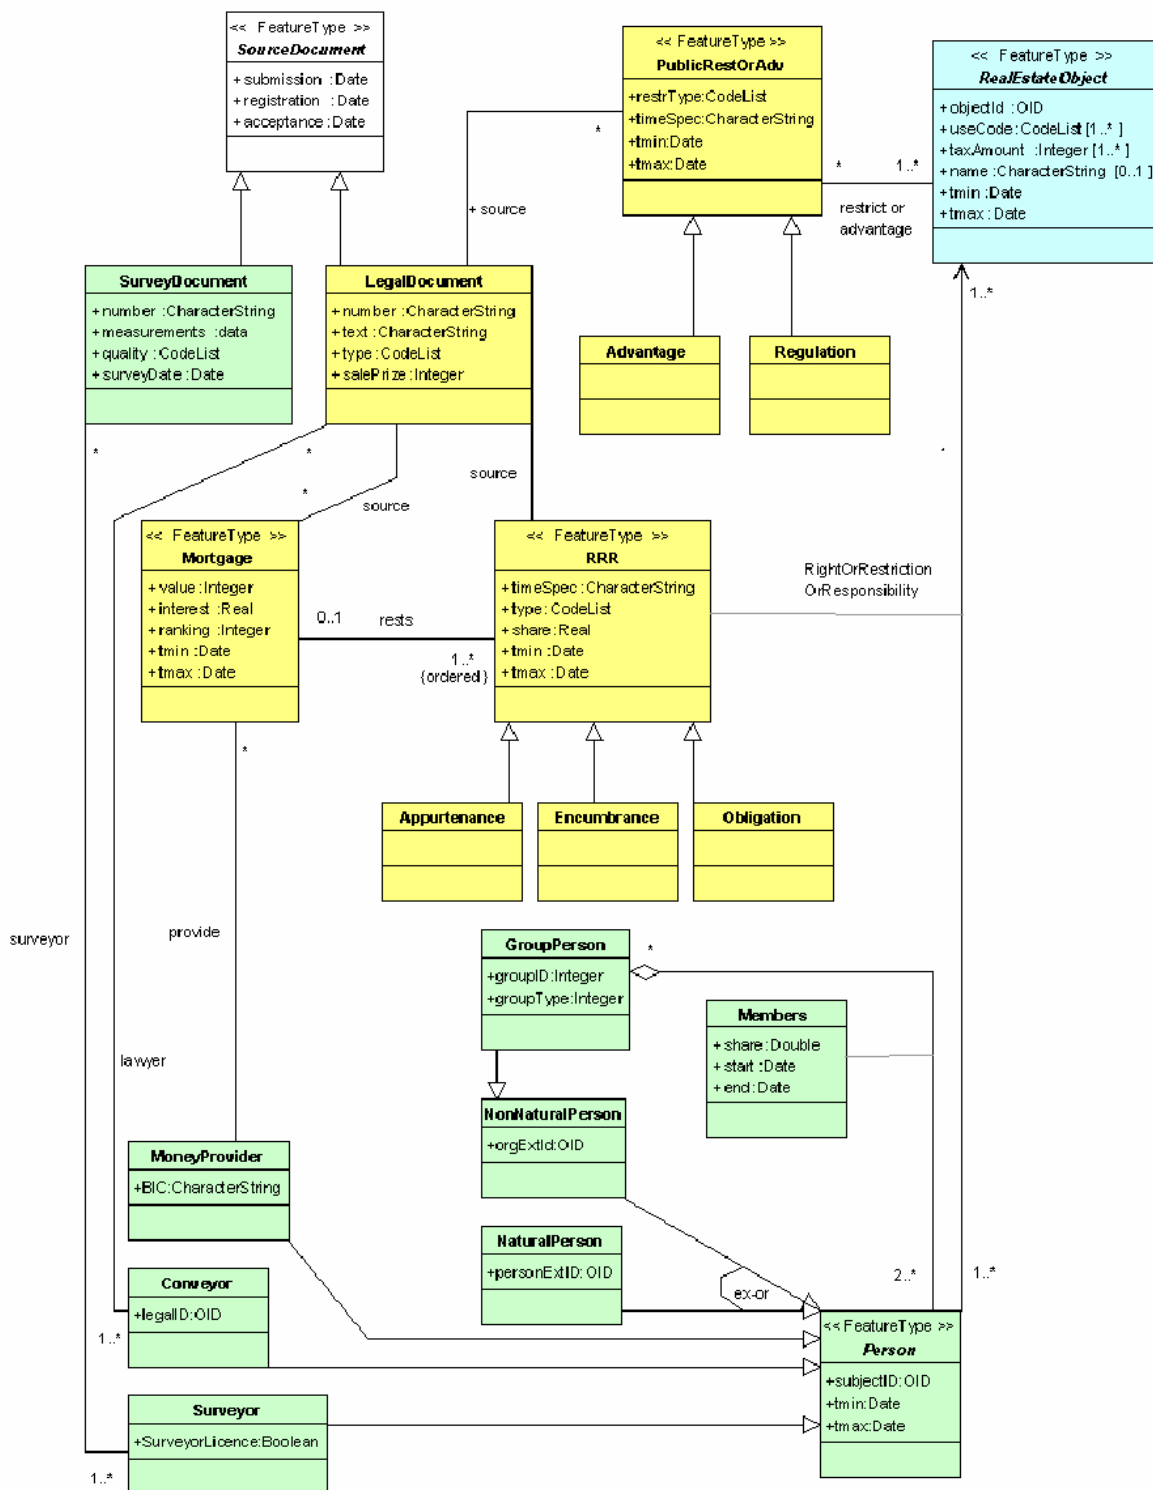 << FeatureType >>
SourceDocument
+ submission : Date
+ registration : Date
+ acceptance : Date
<< FeatureType >>
PublicRestOrAdv
+restrType:CodeList
+timeSpec:CharacterString
+tmin:Date
+tmax:Date
<< FeatureType >>
RealEstateObject
+ objectId : OID
+ useCode : CodeList [1..* ]
+ taxAmount : Integer [1..* ]
+ name : CharacterString [0..1 ]
+ tmin : Date
+ tmax : Date
*
*
1..*
restrict or
advantage
+ source
1..*
SurveyDocument
+ number : CharacterString
+ measurements : data
+ quality : CodeList
+ surveyDate : Date
LegalDocument
+ number : CharacterString
+ text : CharacterString
+ type : CodeList
+ salePrize : Integer
Advantage
Regulation
*
*
*
*
source
source
<< FeatureType >>
Mortgage
+ value : Integer
+ interest : Real
+ ranking : Integer
+ tmin : Date
+ tmax : Date
<< FeatureType >>
RRR
+ timeSpec : CharacterString
+ type : CodeList
+ share : Real
+ tmin : Date
+ tmax : Date
RightOrRestriction
OrResponsibility
0..1
rests
1..*
{ordered}
*
Appurtenance
Encumbrance
Obligation
surveyor
provide
GroupPerson
+groupID:Integer
+groupType:Integer
*
Members
+ share : Double
+ start : Date
+ end : Date
lawyer
NonNaturalPerson
+orgExtId:OID
MoneyProvider
+BIC:CharacterString
NaturalPerson
+personExtID: OID
Conveyor
+legalID:OID
ex-or
2..*
1..*
1..*
<< FeatureType >>
Person
+subjectID:OID
+tmin:Date
+tmax:Date
Surveyor
+SurveyorLicence:Boolean
1..*